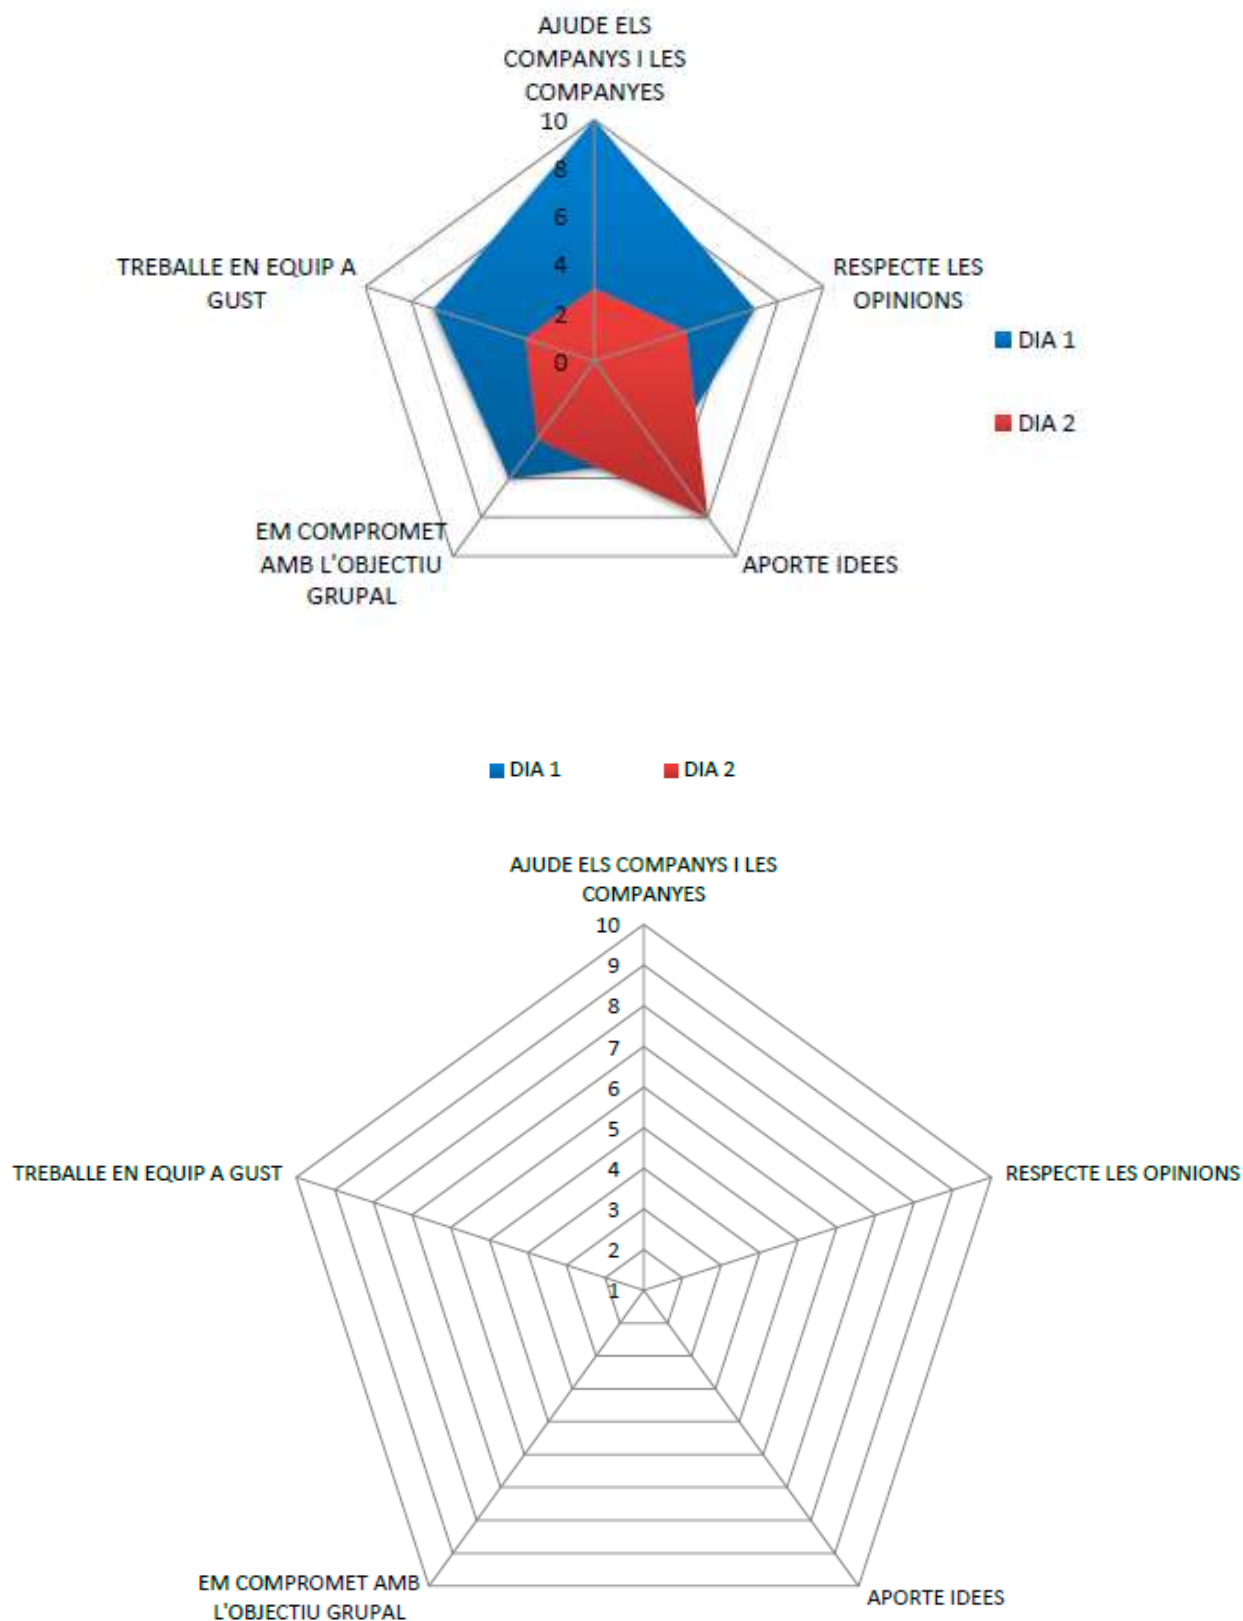 AJUDE ELS
COMPANYS I LES
COMPANYES
10
8
6
4
2
0
TREBALLE EN EQUIP A
GUST
RESPECTE LES
OPINIONS
DIA 1
DIA 2
EM COMPROMET
AMB L'OBJECTIU
GRUPAL
APORTE IDEES
DIA 1
DIA 2
AJUDE ELS COMPANYS I LES
COMPANYES
10
9
8
7
6
5
4
3
2
1
TREBALLE EN EQUIP A GUST
RESPECTE LES OPINIONS
EM COMPROMET AMB
L'OBJECTIU GRUPAL
APORTE IDEES